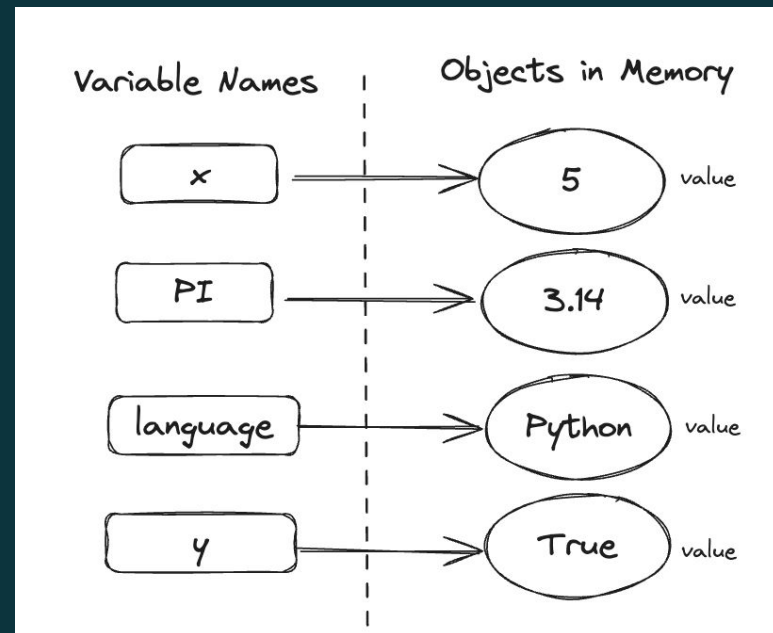 Variable Names
Objects in Memory
x
5
value
PI
3.14
value
language
Python
value
y
True
value